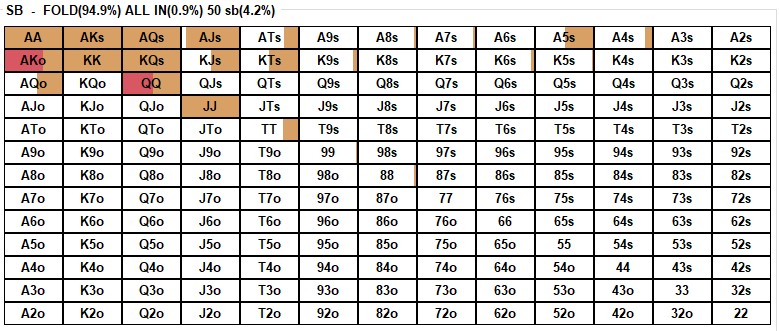 SB - FOLD(94.9%) ALL IN(0.9%) 50 sb(4.2%)
AA AKs AQs AJs ATs A9s A8s A7s A6s A5s A4s A3s A2s
AKo KK KQs KJs KTs K9s K8s K7s K6s K5s K4s K3s K2s
AQo KQo QQ QJs QTs Q9s Q8s Q7s Q6s Q5s Q4s Q3s Q2s
AJo KJo QJo JJ JTs J9s J8s J7s J6s J5s J4s J3s J2s
ATo KTo QTo JTo TT T9s T8s T7s T6s T5s T4s T3s T2s
A9o K9o Q9o J9o T9o 99 98s 97s 96s 95s 94s 93s 92s
A8o K8o Q8o J8o T8o 98o 88 87s 86s 85s 84s 83s 82s
A7o K7o Q7o J7o T7o 97o 87o 77 76s 75s 74s 73s 72s
A6o K6o Q6o J6o T6o 96o 86o 76o 66 65s 64s 63s 62s
A5o K5o Q5o J5o T5o 95o 85o 75o 65o 55 54s 53s 52s
A4o K4o Q4o J4o T4o 94o 84o 74o 64o 54o 44 43s 42s
A3o K3o Q3o J3o T3o 93o 83o 73o 63o 53o 43o 33 32s
A2o K2o Q2o J2o T2o 92o 82o 72o 62o 52o 42o 32o 22